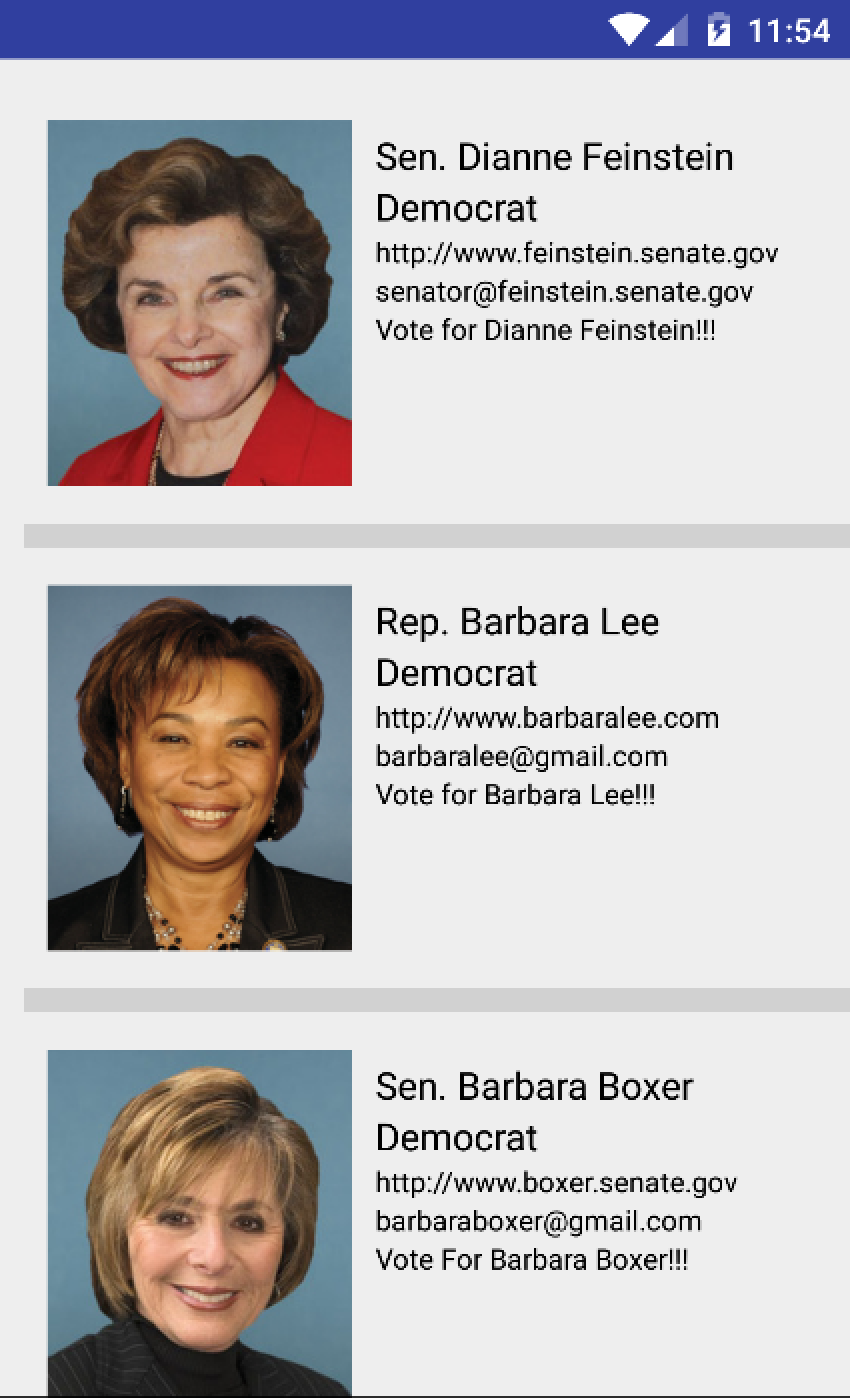 11:54
Sen. Dianne Feinstein
Democrat
http://www.feinstein.senate.gov
senator@feinstein.senate.gov
Vote for Dianne Feinstein!!!
Rep. Barbara Lee
Democrat
http://www.barbaralee.com
barbaralee@gmail.com
Vote for Barbara Lee!!!
Sen. Barbara Boxer
Democrat
http://www.boxer.senate.gov
barbaraboxer@gmail.com
Vote For Barbara Boxer!!!